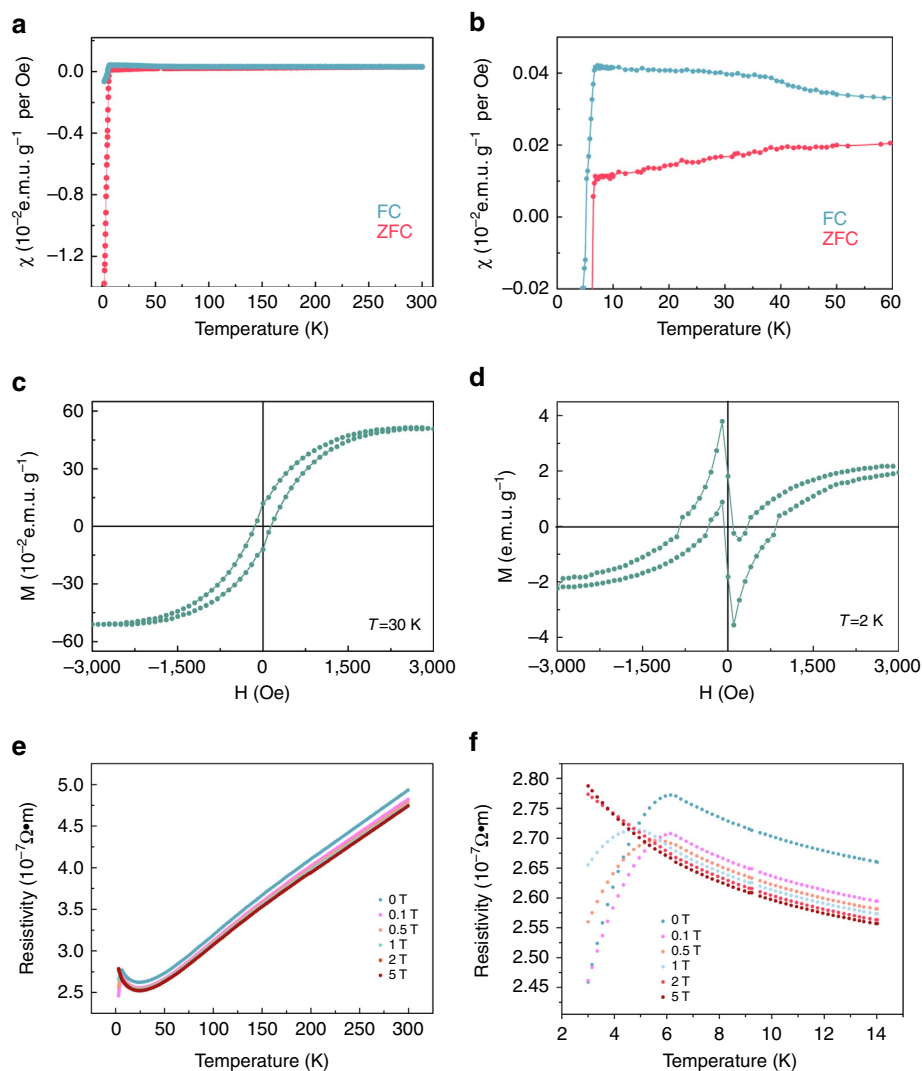 a
0.0
−0.4
−0.8
−1.2
χ (10⁻²e.m.u. g⁻¹ per Oe)
FC
ZFC
0 50 100 150 200 250 300
Temperature (K)
b
0.04
0.02
0.00
−0.02
χ (10⁻²e.m.u. g⁻¹ per Oe)
FC
ZFC
0 10 20 30 40 50 60
Temperature (K)
c
60
30
0
−30
−60
M (10⁻²e.m.u. g⁻¹)
T=30 K
−3,000 −1,500 0 1,500 3,000
H (Oe)
d
4
2
0
−2
−4
M (e.m.u. g⁻¹)
T=2 K
−3,000 −1,500 0 1,500 3,000
H (Oe)
e
5.0
4.5
4.0
3.5
3.0
2.5
Resistivity (10⁻⁷Ω•m)
0 T
0.1 T
0.5 T
1 T
2 T
5 T
0 50 100 150 200 250 300
Temperature (K)
f
2.80
2.75
2.70
2.65
2.60
2.55
2.50
2.45
Resistivity (10⁻⁷Ω•m)
0 T
0.1 T
0.5 T
1 T
2 T
5 T
2 4 6 8 10 12 14
Temperature (K)